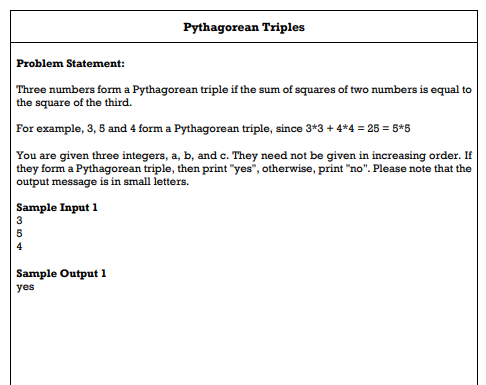 Pythagorean Triples
Problem Statement:
Three numbers form a Pythagorean triple if the sum of squares of two numbers is equal to
the square of the third.
For example, 3, 5 and 4 form a Pythagorean triple, since 3*3 + 4*4 = 25 = 5*5
You are given three integers, a, b, and c. They need not be given in increasing order. If
they form a Pythagorean triple, then print "yes", otherwise, print "no". Please note that the
output message is in small letters.
Sample Input 1
3
5
4
Sample Output 1
yes